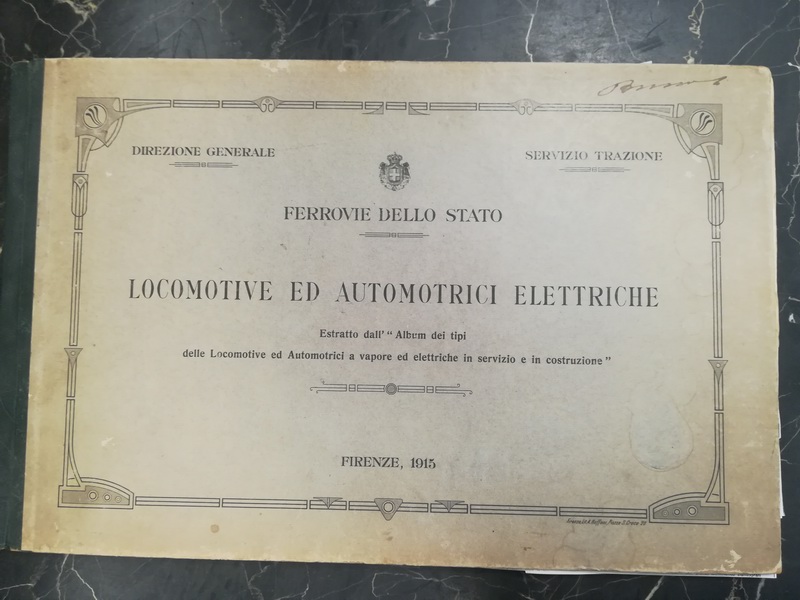 DIREZIONE GENERALE
SERVIZIO TRAZIONE
FERROVIE DELLO STATO
LOCOMOTIVE ED AUTOMOTRICI ELETTRICHE
Estratto dall' " Album dei tipi
delle Locomotive ed Automotrici a vapore ed elettriche in servizio e in costruzione "
FIRENZE, 1915